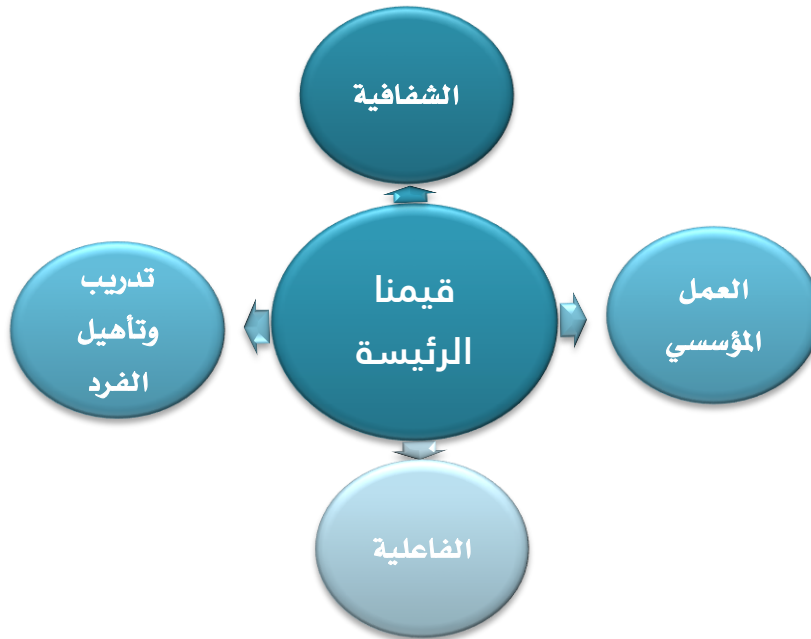 الشفافية
العمل
المؤسسي
قيمنا
الرئيسة
تدريب
وتأهيل
الفرد
الفاعلية